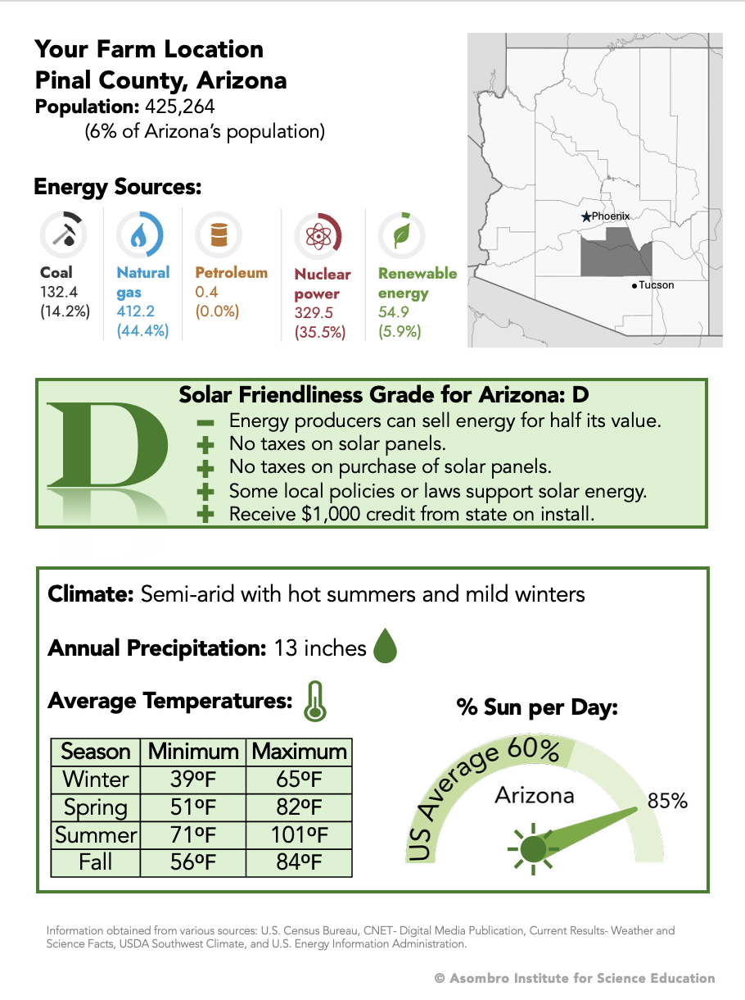 Your Farm Location
Pinal County, Arizona
Population: 425,264
(6% of Arizona's population)
Energy Sources:
Coal
132.4
(14.2%)
Natural
gas
412.2
(44.4%)
Petroleum
0.4
(0.0%)
Nuclear
power
329.5
(35.5%)
Renewable
energy
54.9
(5.9%)
Phoenix
Tucson
D
Solar Friendliness Grade for Arizona: D
− Energy producers can sell energy for half its value.
+ No taxes on solar panels.
+ No taxes on purchase of solar panels.
+ Some local policies or laws support solar energy.
+ Receive $1,000 credit from state on install.
Climate: Semi-arid with hot summers and mild winters
Annual Precipitation: 13 inches
Average Temperatures:
Season Minimum Maximum
Winter 39ºF 65ºF
Spring 51ºF 82ºF
Summer 71ºF 101ºF
Fall 56ºF 84ºF
% Sun per Day:
US Average 60%
Arizona
85%
Information obtained from various sources: U.S. Census Bureau, CNET- Digital Media Publication, Current Results- Weather and
Science Facts, USDA Southwest Climate, and U.S. Energy Information Administration.
© Asombro Institute for Science Education